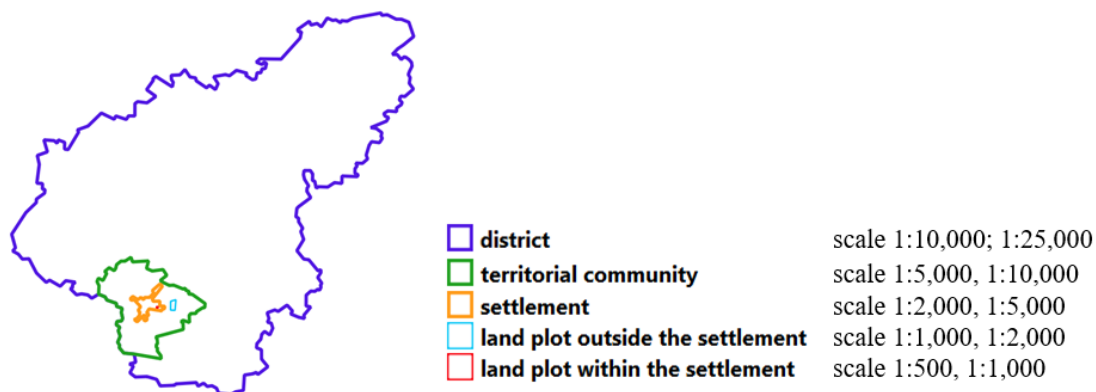 district scale 1:10,000; 1:25,000
territorial community scale 1:5,000, 1:10,000
settlement scale 1:2,000, 1:5,000
land plot outside the settlement scale 1:1,000, 1:2,000
land plot within the settlement scale 1:500, 1:1,000